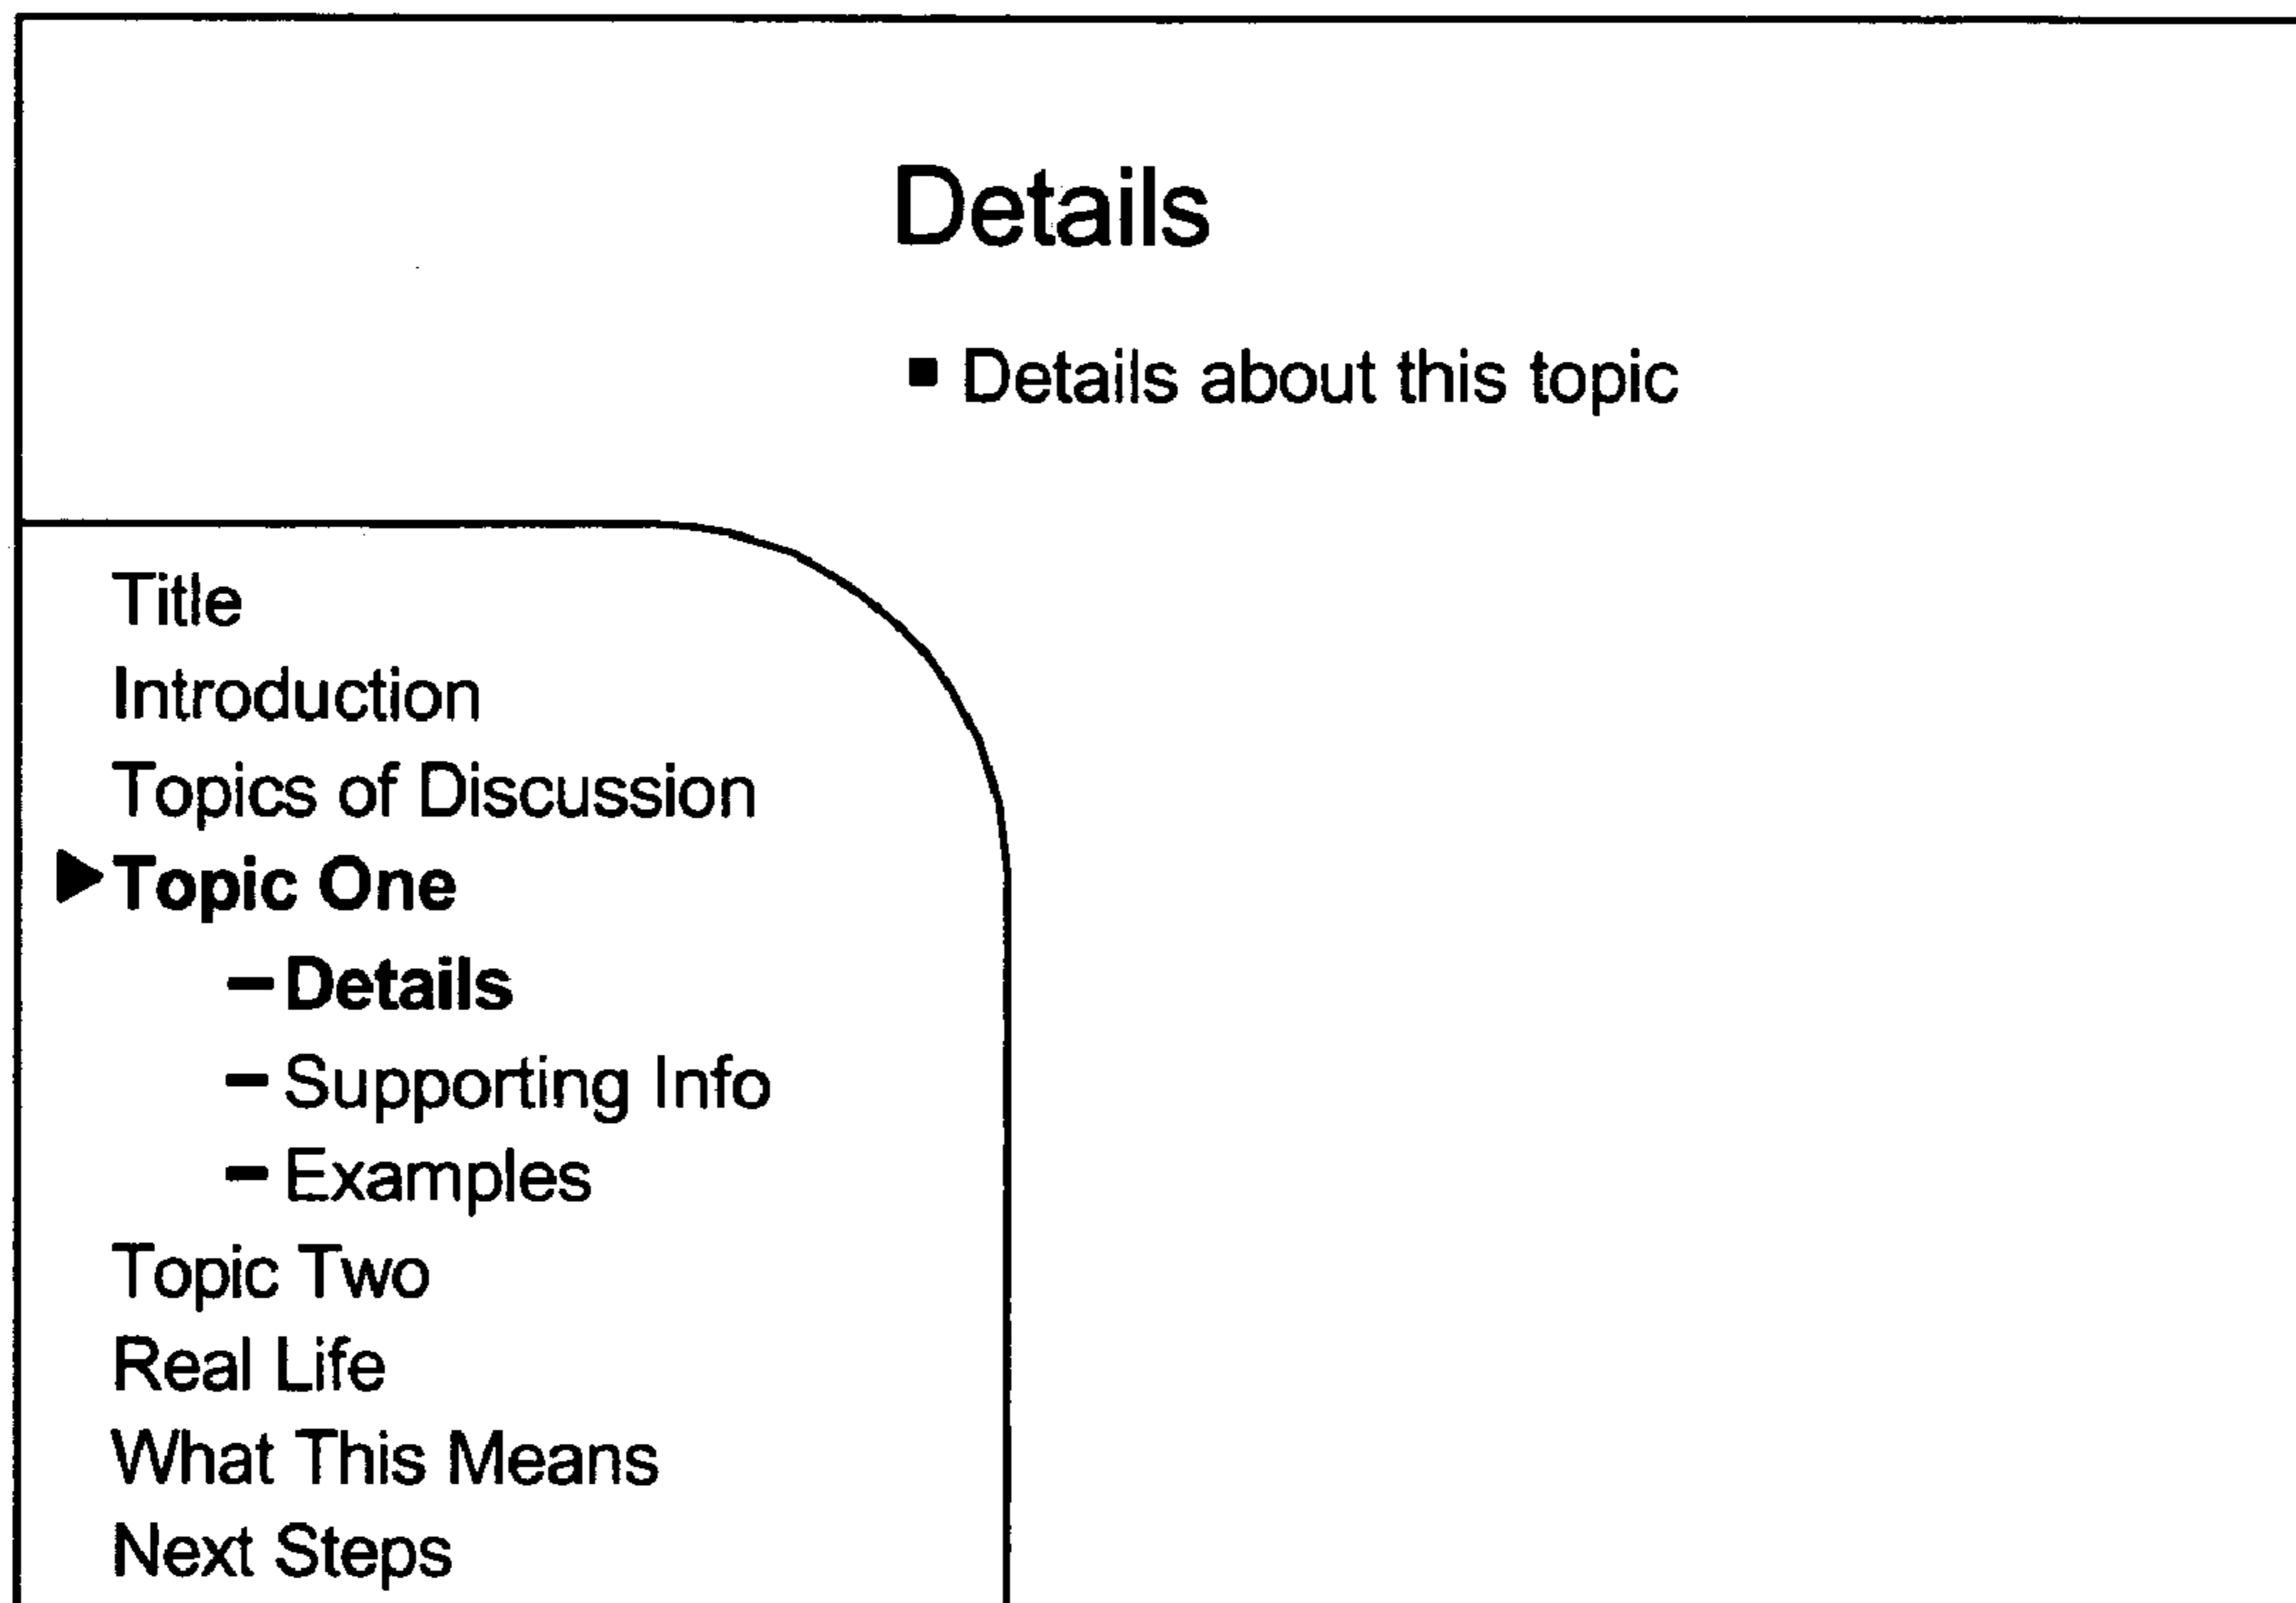 Details
▪ Details about this topic
Title
Introduction
Topics of Discussion
▶Topic One
– Details
– Supporting Info
– Examples
Topic Two
Real Life
What This Means
Next Steps